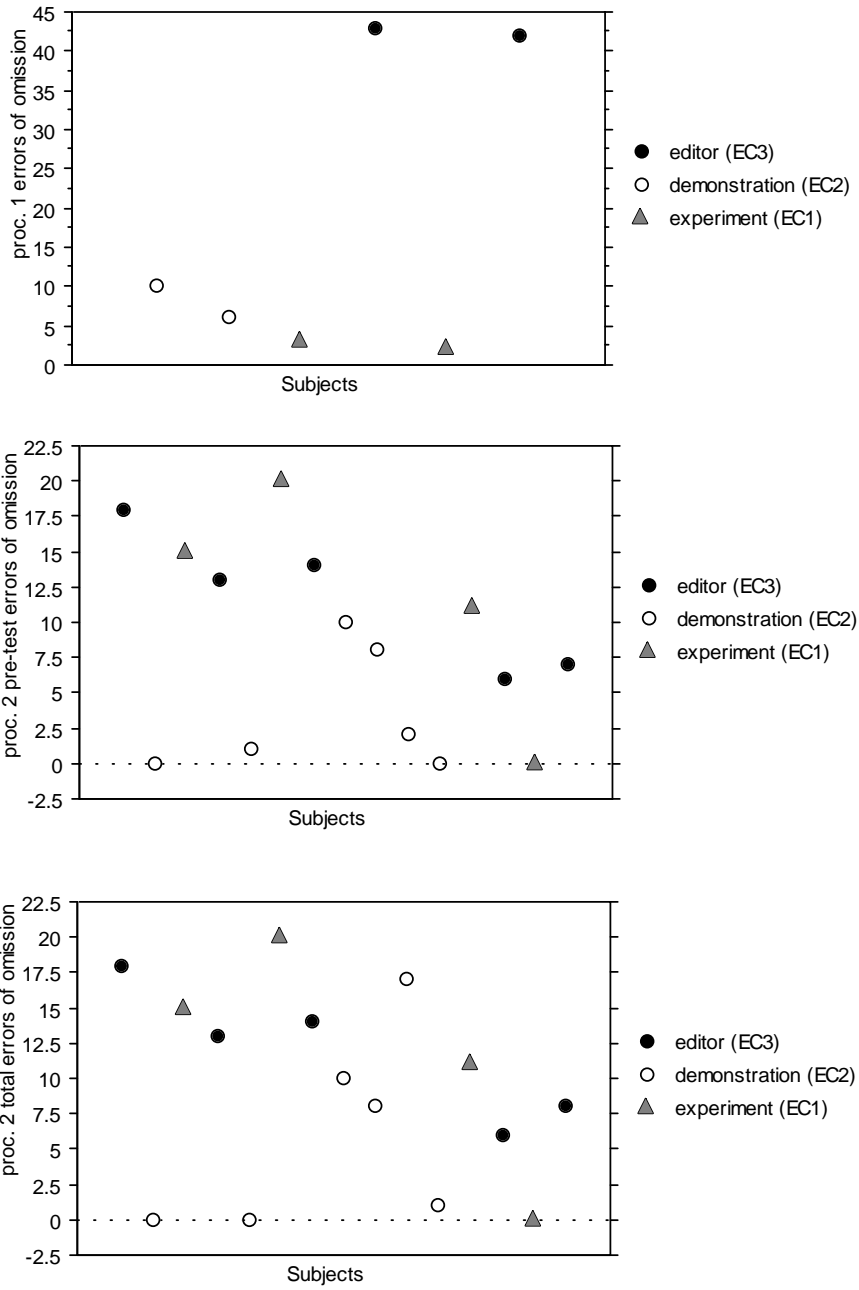 45
40
35
30
25
20
15
10
5
0
proc. 1 errors of omission
Subjects
editor (EC3)
demonstration (EC2)
experiment (EC1)
22.5
20
17.5
15
12.5
10
7.5
5
2.5
0
-2.5
proc. 2 pre-test errors of omission
Subjects
editor (EC3)
demonstration (EC2)
experiment (EC1)
22.5
20
17.5
15
12.5
10
7.5
5
2.5
0
-2.5
proc. 2 total errors of omission
Subjects
editor (EC3)
demonstration (EC2)
experiment (EC1)